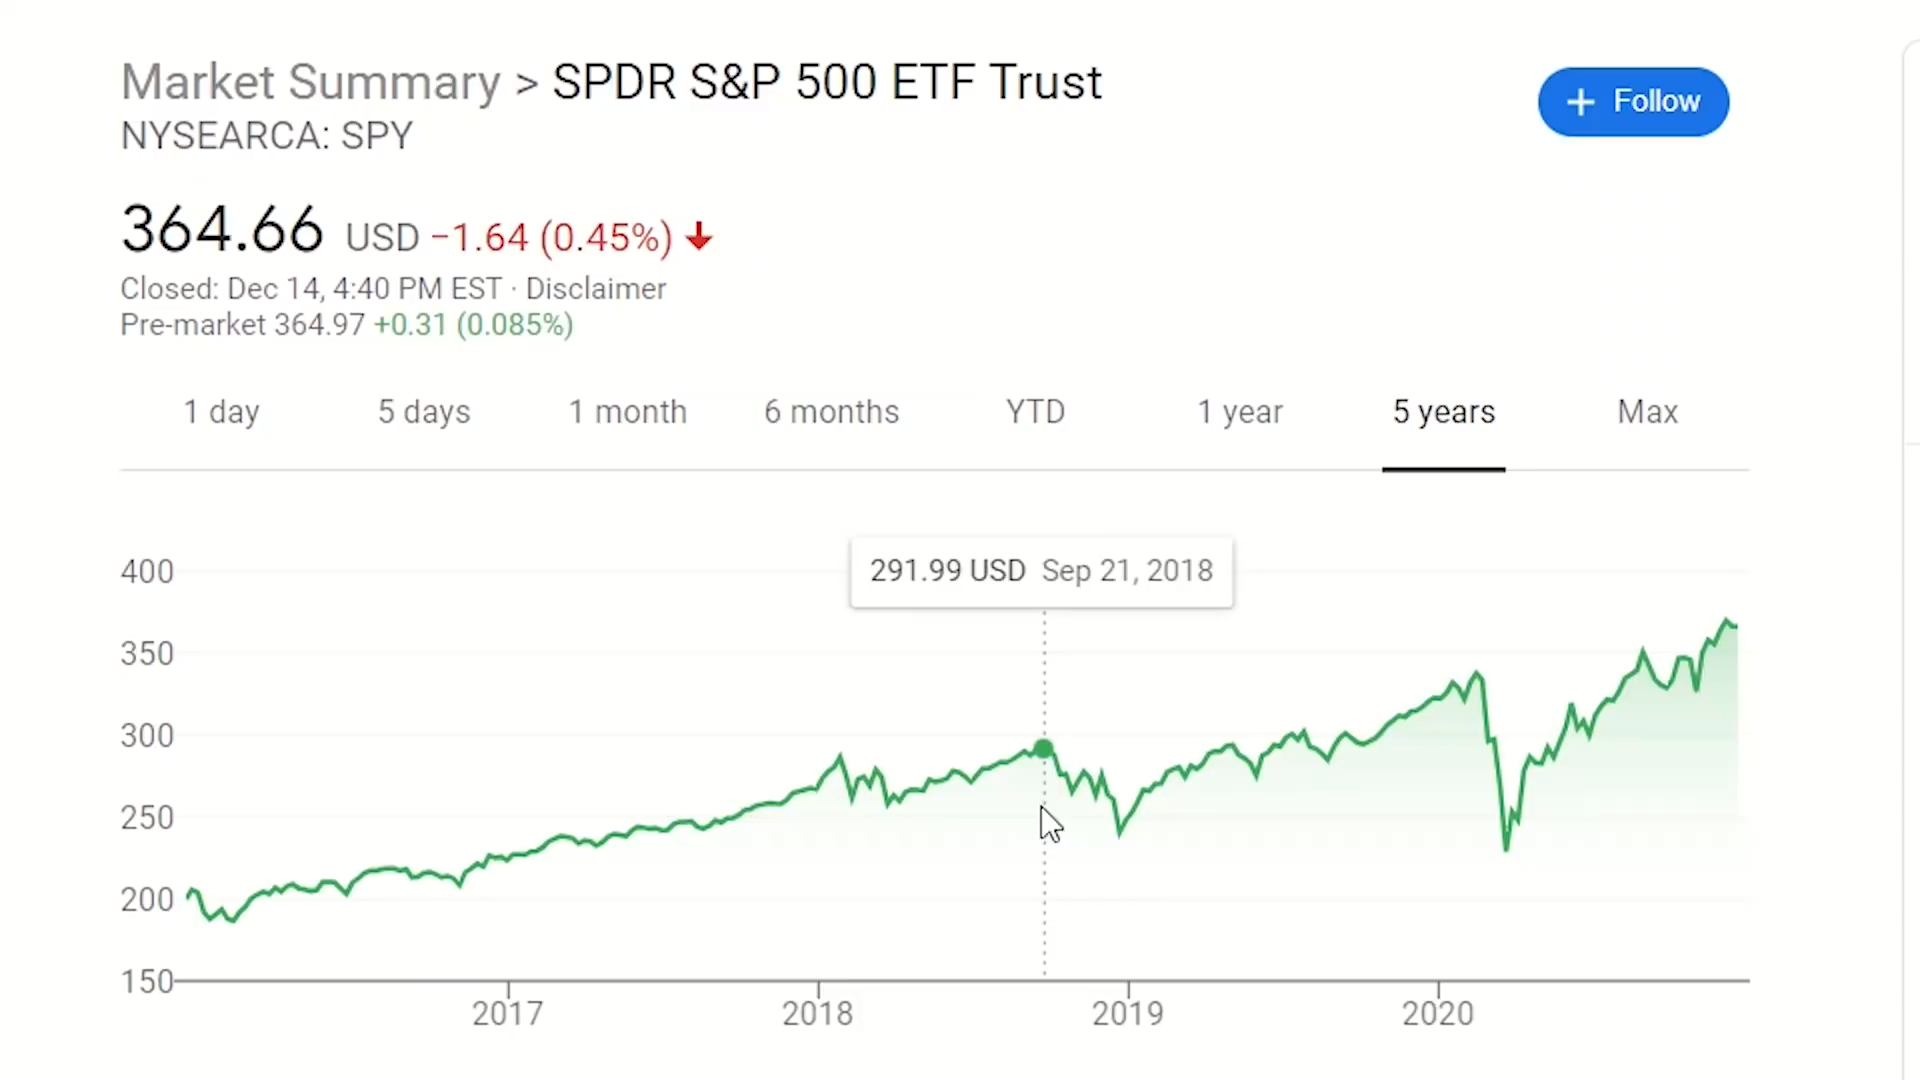 Market Summary > SPDR S&P 500 ETF Trust
NYSEARCA: SPY
+ Follow
364.66 USD −1.64 (0.45%) ↓
Closed: Dec 14, 4:40 PM EST · Disclaimer
Pre-market 364.97 +0.31 (0.085%)
1 day 5 days 1 month 6 months YTD 1 year 5 years Max
291.99 USD Sep 21, 2018
400
350
300
250
200
150
2017 2018 2019 2020